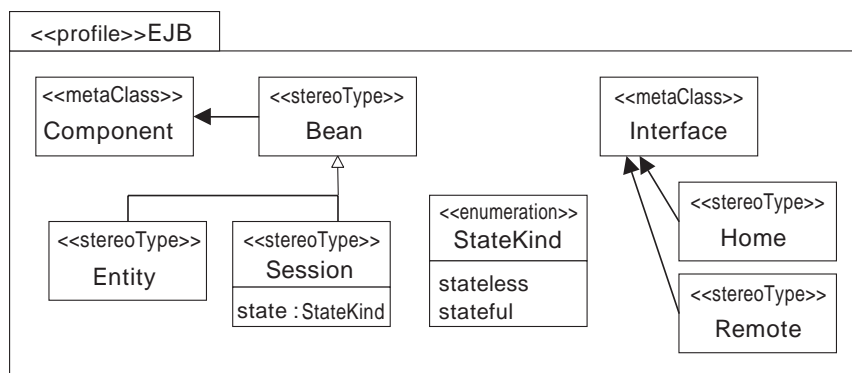 <<profile>>EJB
<<metaClass>>
Component
<<stereoType>>
Bean
<<metaClass>>
Interface
<<stereoType>>
Entity
<<stereoType>>
Session
state : StateKind
<<enumeration>>
StateKind
stateless
stateful
<<stereoType>>
Home
<<stereoType>>
Remote